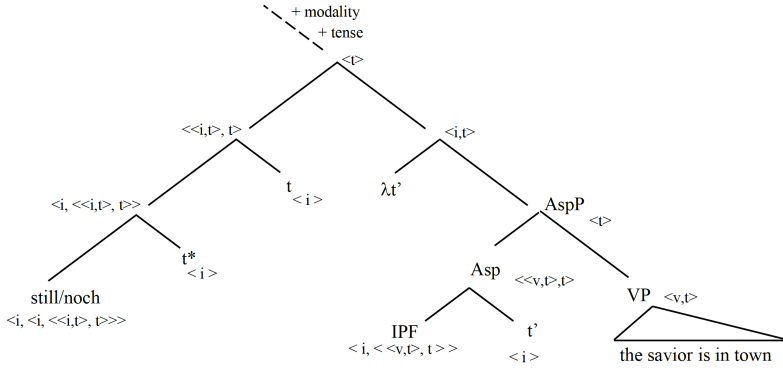 + modality
+ tense
<t>
<<i,t>, t>
<i,t>
t
< i >
λt’
<i, <<i,t>, t>>
AspP
<t>
t*
< i >
Asp
<<v,t>,t>
still/noch
<i, <i, <<i,t>, t>>>
VP
<v,t>
IPF
< i, < <v,t>, t > >
t’
< i >
the savior is in town